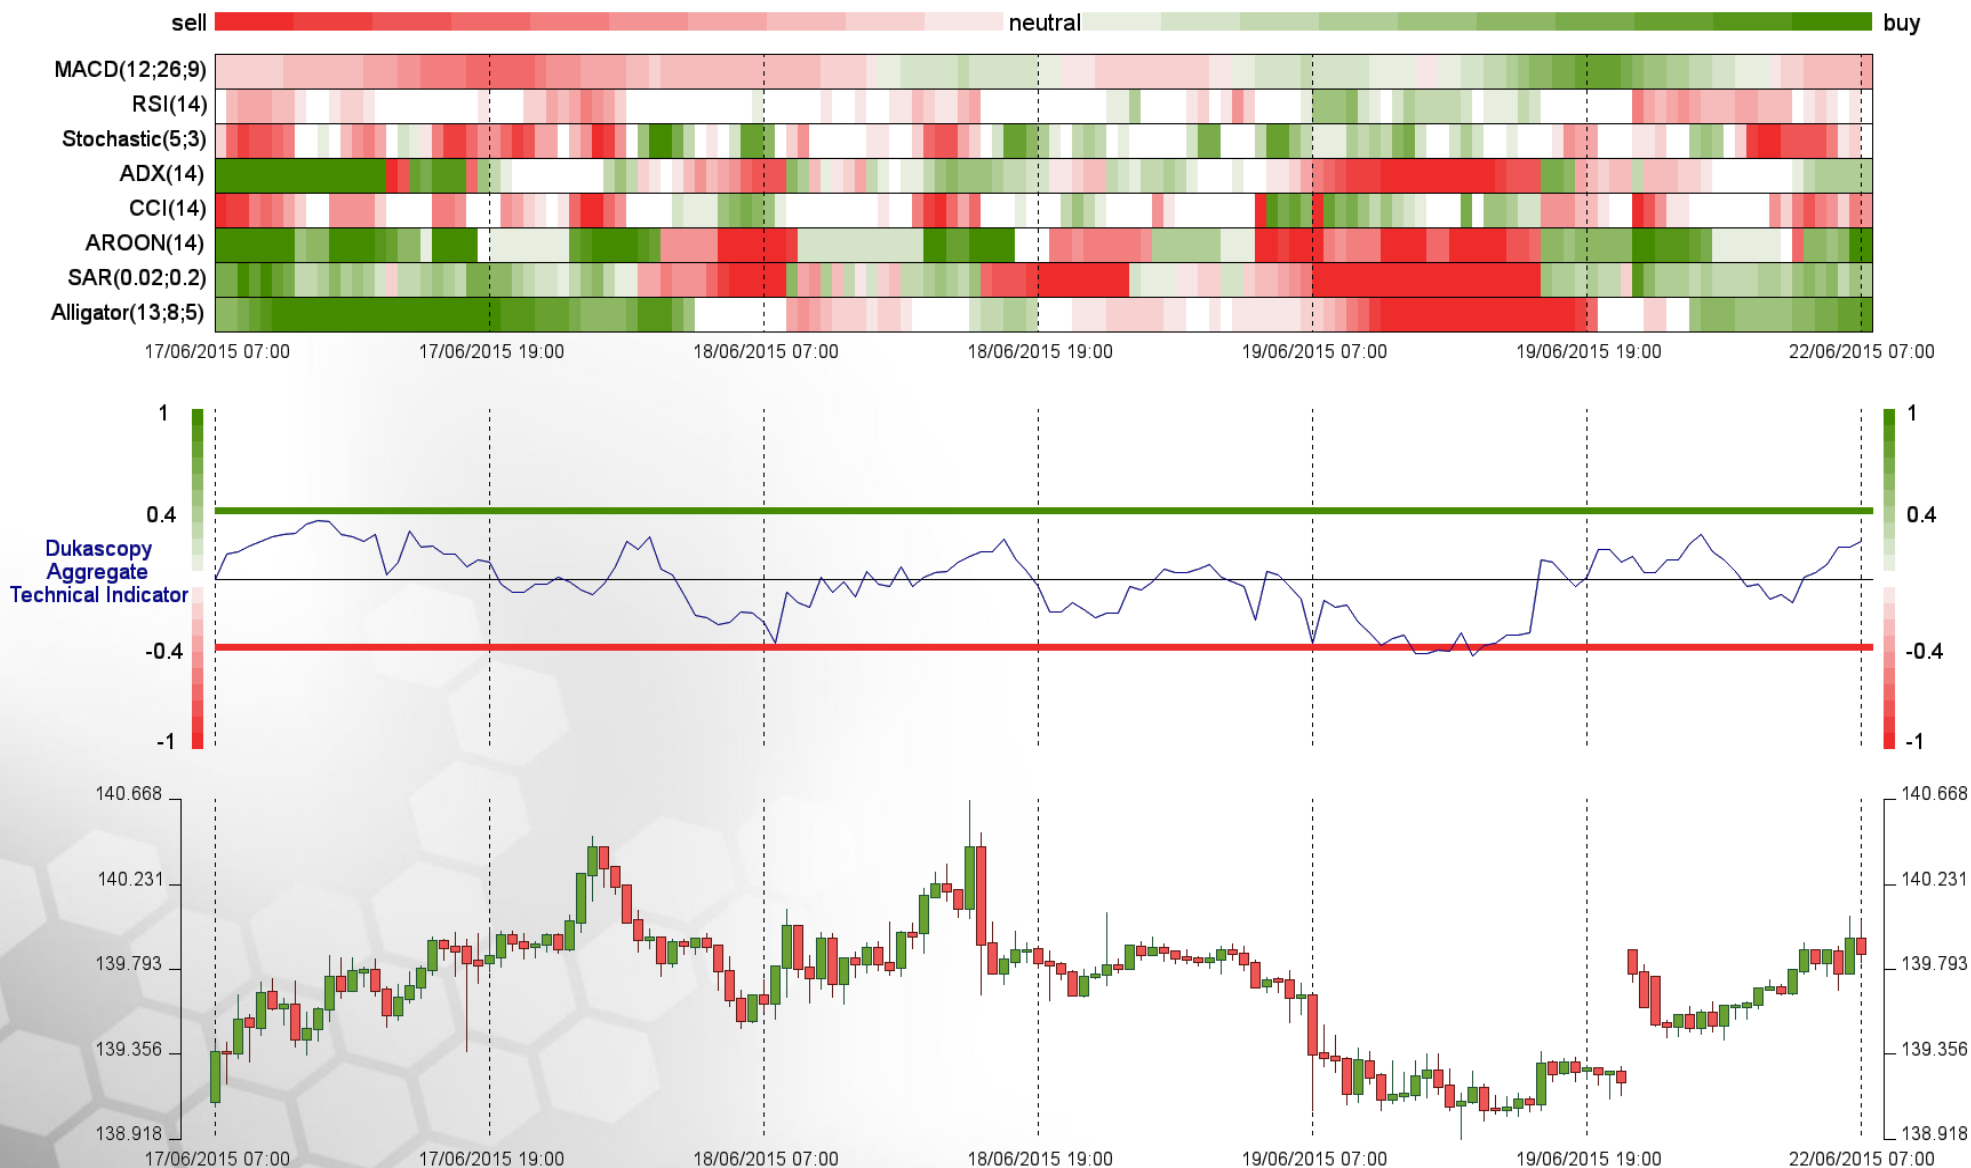 sell neutral buy
MACD(12;26;9)
RSI(14)
Stochastic(5;3)
ADX(14)
CCI(14)
AROON(14)
SAR(0.02;0.2)
Alligator(13;8;5)
17/06/2015 07:00 17/06/2015 19:00 18/06/2015 07:00 18/06/2015 19:00 19/06/2015 07:00 19/06/2015 19:00 22/06/2015 07:00
1 1
0.4 0.4
Dukascopy
Aggregate
Technical Indicator
-0.4 -0.4
-1 -1
140.668 140.668
140.231 140.231
139.793 139.793
139.356 139.356
138.918 138.918
17/06/2015 07:00 17/06/2015 19:00 18/06/2015 07:00 18/06/2015 19:00 19/06/2015 07:00 19/06/2015 19:00 22/06/2015 07:00